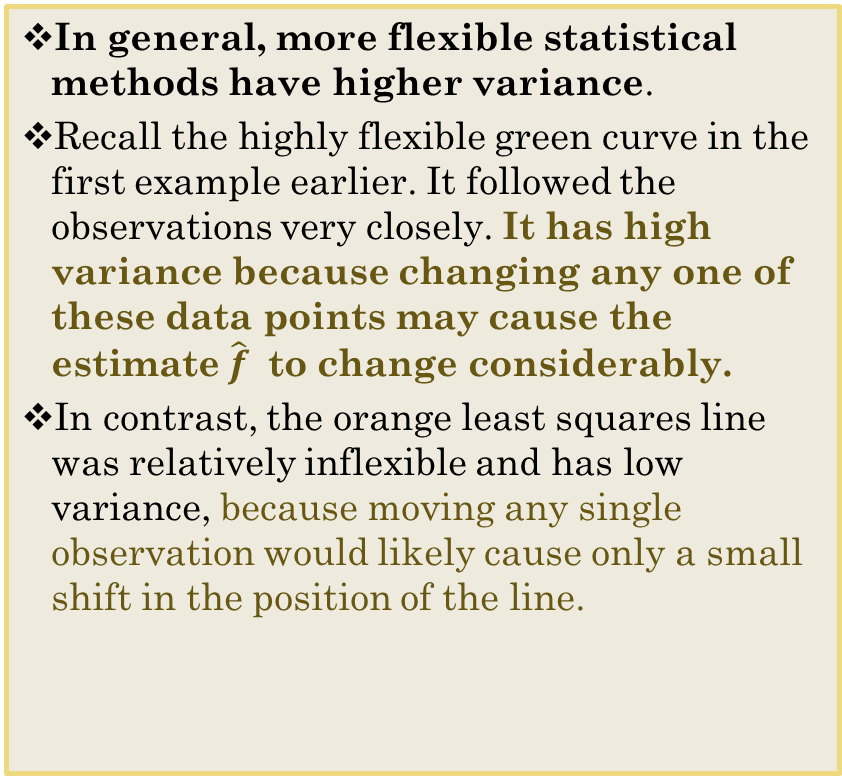 ❖In general, more flexible statistical
methods have higher variance.
❖Recall the highly flexible green curve in the
first example earlier. It followed the
observations very closely. It has high
variance because changing any one of
these data points may cause the
estimate f̂ to change considerably.
❖In contrast, the orange least squares line
was relatively inflexible and has low
variance, because moving any single
observation would likely cause only a small
shift in the position of the line.